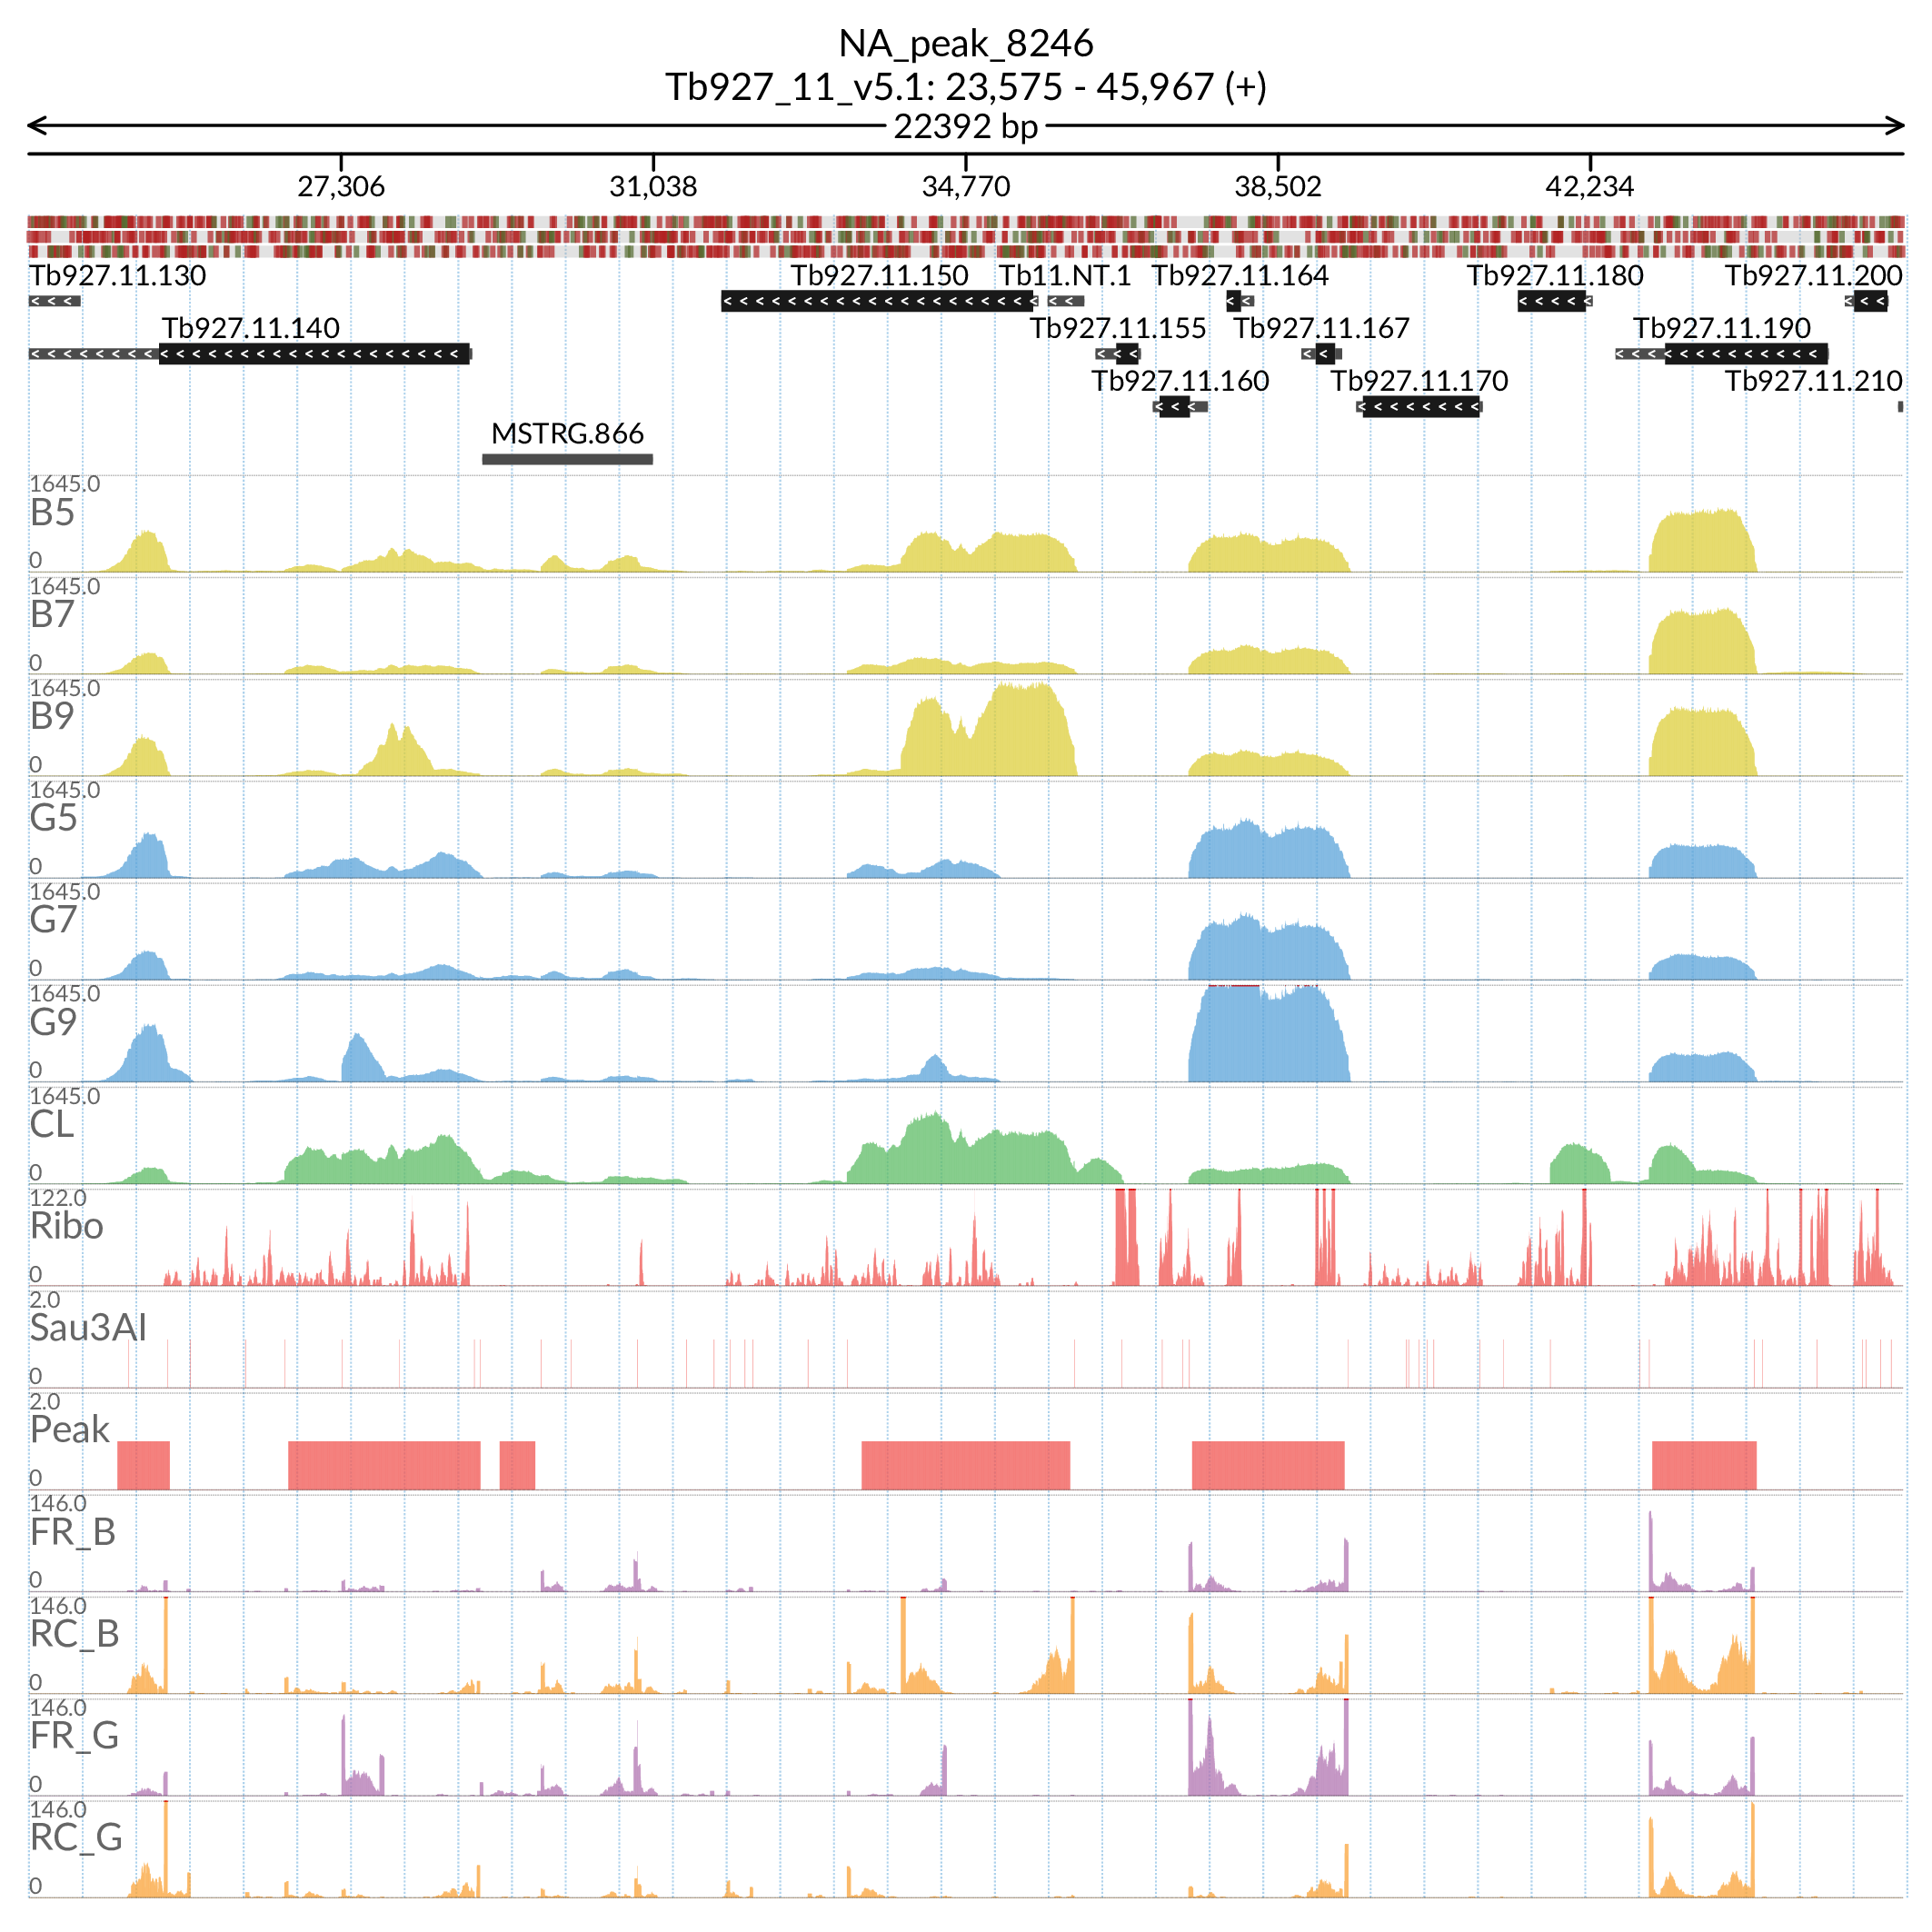 NA_peak_8246
Tb927_11_v5.1: 23,575 - 45,967 (+)
22392 bp
27,306 31,038 34,770 38,502 42,234
Tb927.11.130 Tb927.11.150 Tb11.NT.1 Tb927.11.164 Tb927.11.180 Tb927.11.200
Tb927.11.140 Tb927.11.155 Tb927.11.167 Tb927.11.190
Tb927.11.160 Tb927.11.170 Tb927.11.210
MSTRG.866
1645.0
B5
0
1645.0
B7
0
1645.0
B9
0
1645.0
G5
0
1645.0
G7
0
1645.0
G9
0
1645.0
CL
0
122.0
Ribo
0
2.0
Sau3AI
0
2.0
Peak
0
146.0
FR_B
0
146.0
RC_B
0
146.0
FR_G
0
146.0
RC_G
0